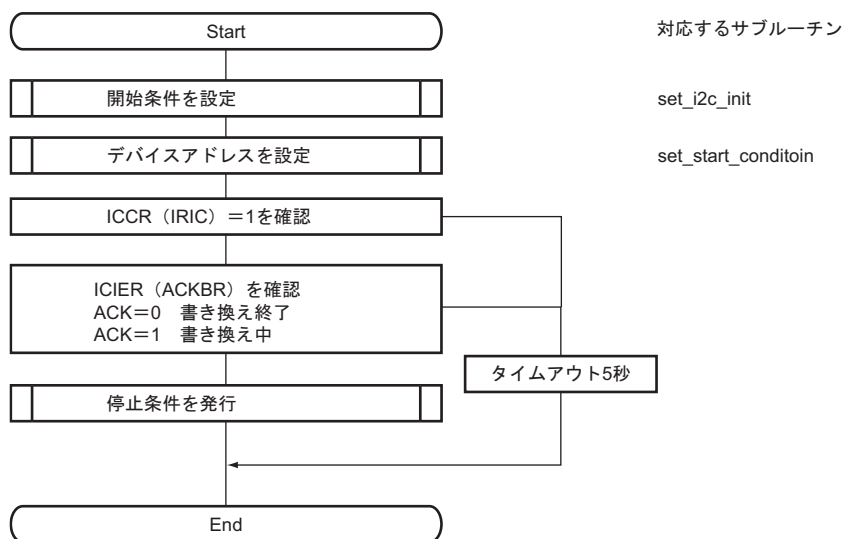 Start
対応するサブルーチン
開始条件を設定
set_i2c_init
デバイスアドレスを設定
set_start_conditoin
ICCR（IRIC）＝1を確認
ICIER（ACKBR）を確認
ACK＝0　書き換え終了
ACK＝1　書き換え中
タイムアウト5秒
停止条件を発行
End